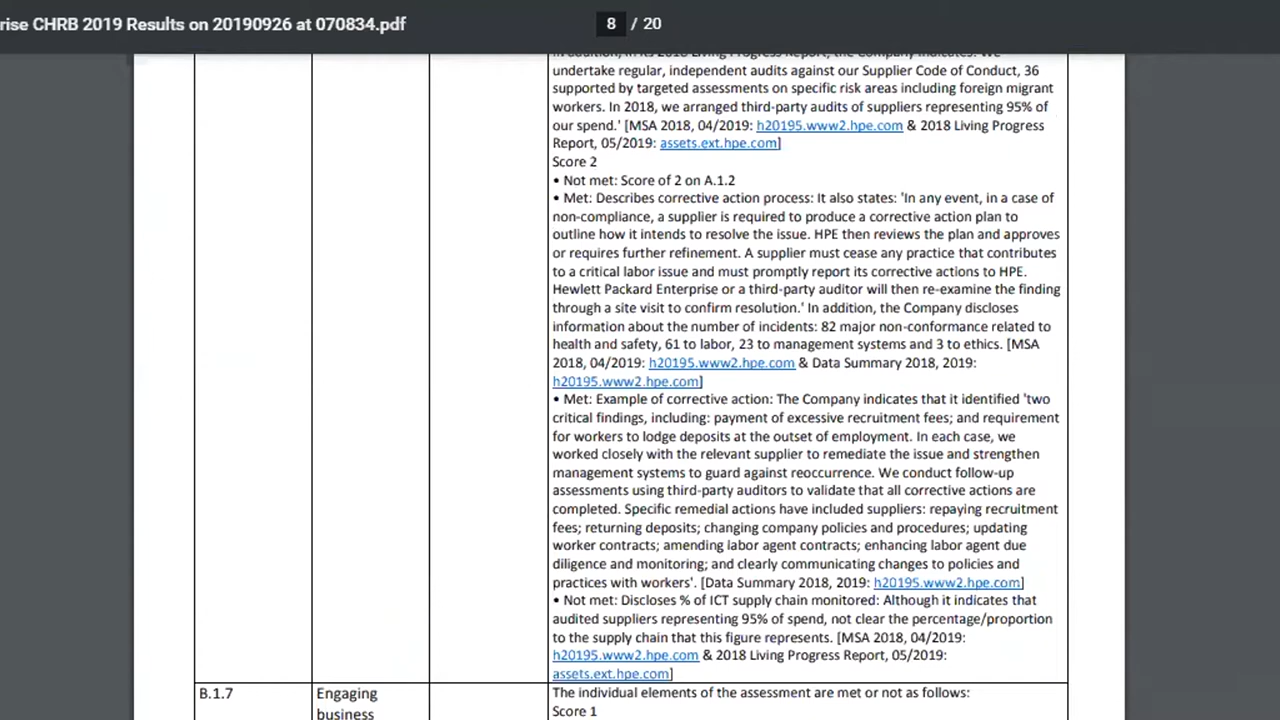 rise CHRB 2019 Results on 20190926 at 070834.pdf
8 / 20
In addition, in its 2018 Living Progress Report, the Company indicates: 'We
undertake regular, independent audits against our Supplier Code of Conduct, 36
supported by targeted assessments on specific risk areas including foreign migrant
workers. In 2018, we arranged third-party audits of suppliers representing 95% of
our spend.' [MSA 2018, 04/2019: h20195.www2.hpe.com & 2018 Living Progress
Report, 05/2019: assets.ext.hpe.com]
Score 2
• Not met: Score of 2 on A.1.2
• Met: Describes corrective action process: It also states: 'In any event, in a case of
non-compliance, a supplier is required to produce a corrective action plan to
outline how it intends to resolve the issue. HPE then reviews the plan and approves
or requires further refinement. A supplier must cease any practice that contributes
to a critical labor issue and must promptly report its corrective actions to HPE.
Hewlett Packard Enterprise or a third-party auditor will then re-examine the finding
through a site visit to confirm resolution.' In addition, the Company discloses
information about the number of incidents: 82 major non-conformance related to
health and safety, 61 to labor, 23 to management systems and 3 to ethics. [MSA
2018, 04/2019: h20195.www2.hpe.com & Data Summary 2018, 2019:
h20195.www2.hpe.com]
• Met: Example of corrective action: The Company indicates that it identified 'two
critical findings, including: payment of excessive recruitment fees; and requirement
for workers to lodge deposits at the outset of employment. In each case, we
worked closely with the relevant supplier to remediate the issue and strengthen
management systems to guard against reoccurrence. We conduct follow-up
assessments using third-party auditors to validate that all corrective actions are
completed. Specific remedial actions have included suppliers: repaying recruitment
fees; returning deposits; changing company policies and procedures; updating
worker contracts; amending labor agent contracts; enhancing labor agent due
diligence and monitoring; and clearly communicating changes to policies and
practices with workers'. [Data Summary 2018, 2019: h20195.www2.hpe.com]
• Not met: Discloses % of ICT supply chain monitored: Although it indicates that
audited suppliers representing 95% of spend, not clear the percentage/proportion
to the supply chain that this figure represents. [MSA 2018, 04/2019:
h20195.www2.hpe.com & 2018 Living Progress Report, 05/2019:
assets.ext.hpe.com]
B.1.7
Engaging
business
The individual elements of the assessment are met or not as follows:
Score 1